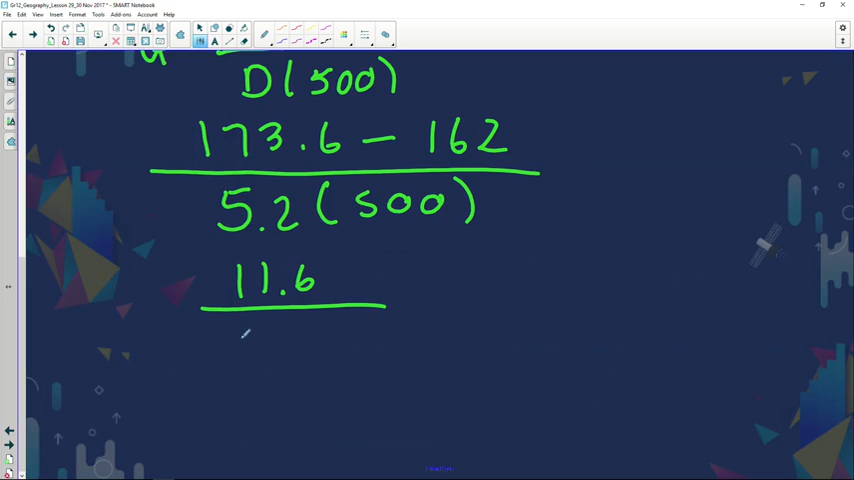 Gr12_Geography_Lesson 29_30 Nov 2017 * - SMART Notebook
File Edit View Insert Format Tools Add-ons Account Help
D(500)
173.6 - 162
5.2(500)
11.6